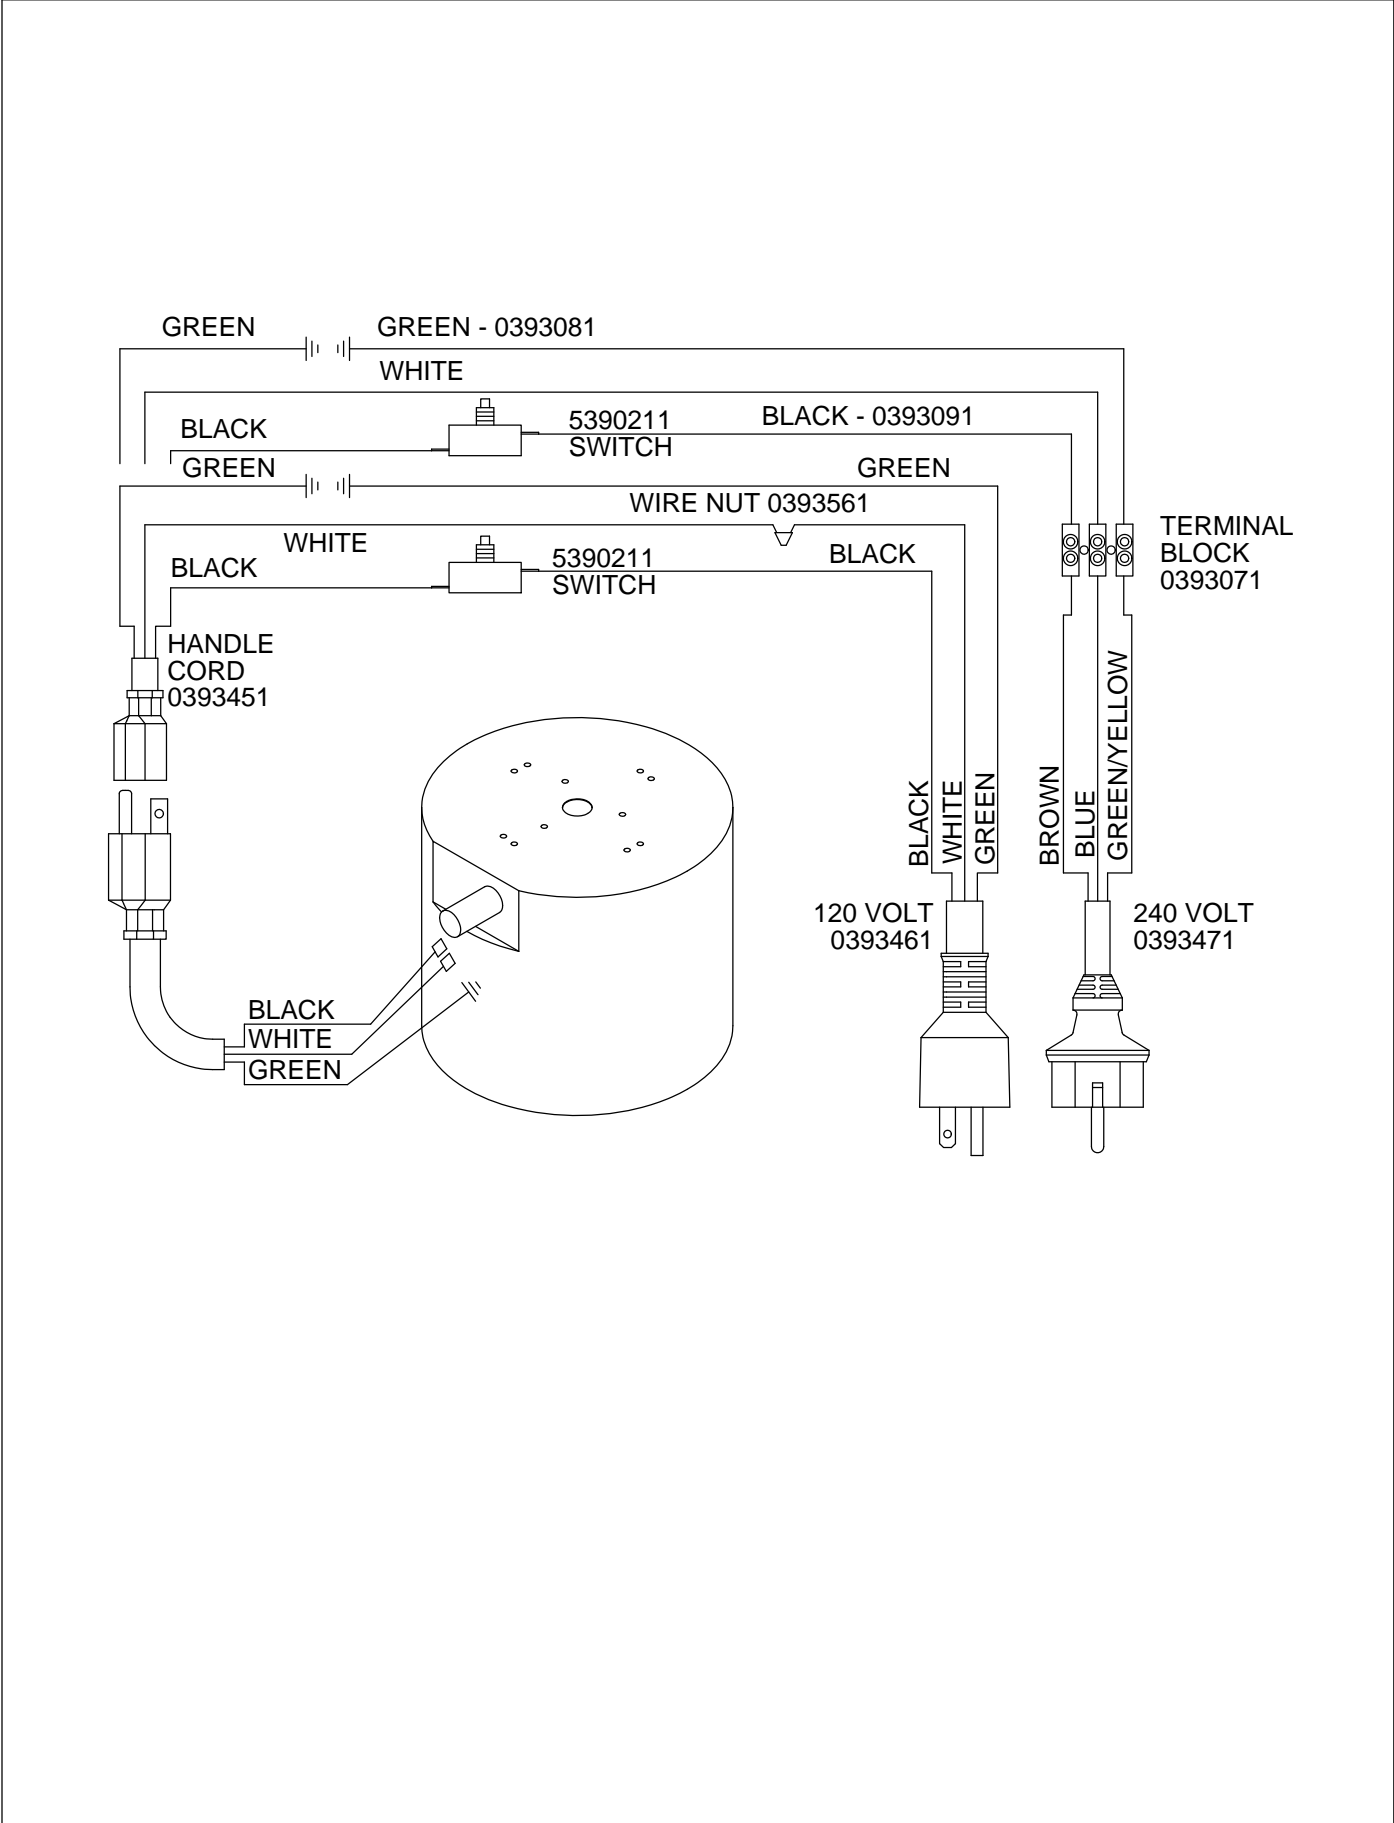 GREEN
GREEN - 0393081
WHITE
BLACK
5390211
SWITCH
BLACK - 0393091
GREEN
GREEN
WIRE NUT 0393561
WHITE
BLACK
5390211
SWITCH
BLACK
TERMINAL
BLOCK
0393071
HANDLE
CORD
0393451
BLACK
WHITE
GREEN
BROWN
BLUE
GREEN/YELLOW
120 VOLT
0393461
240 VOLT
0393471
BLACK
WHITE
GREEN